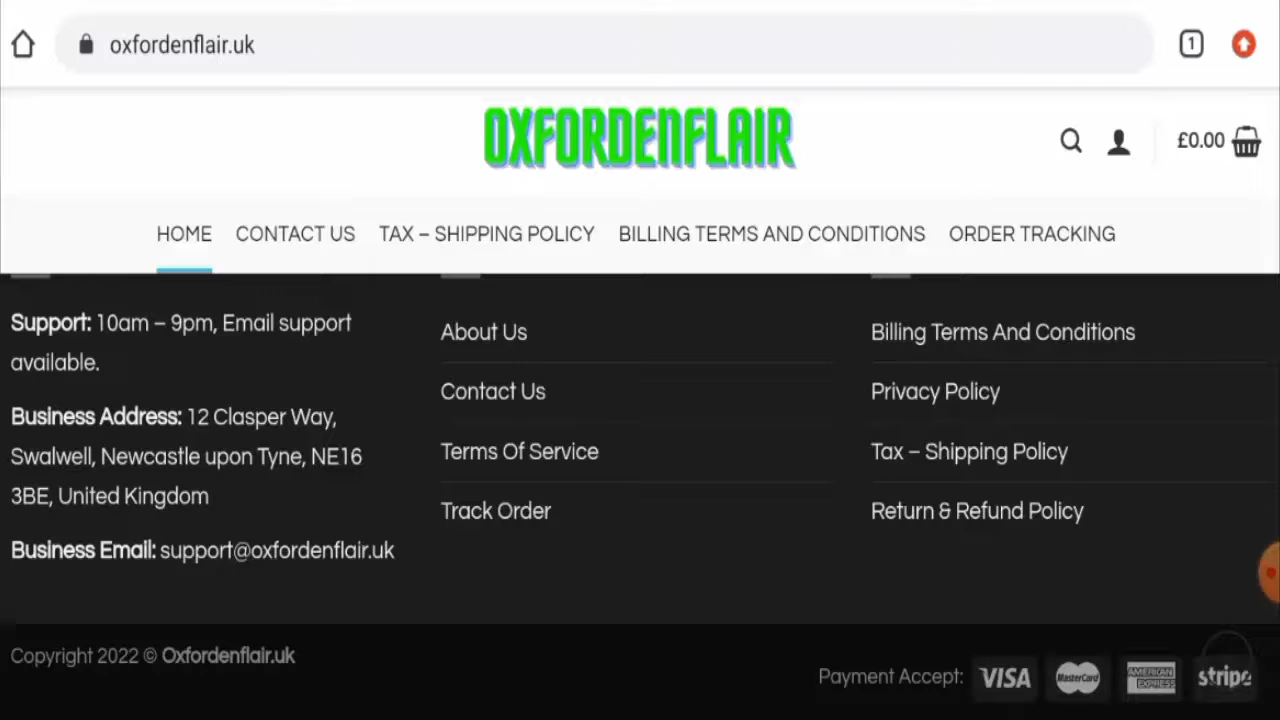 oxfordenflair.uk
1
OXFORDENFLAIR
£0.00
HOME CONTACT US TAX – SHIPPING POLICY BILLING TERMS AND CONDITIONS ORDER TRACKING
Support: 10am – 9pm, Email support
available.
Business Address: 12 Clasper Way,
Swalwell, Newcastle upon Tyne, NE16
3BE, United Kingdom
Business Email: support@oxfordenflair.uk
About Us
Contact Us
Terms Of Service
Track Order
Billing Terms And Conditions
Privacy Policy
Tax – Shipping Policy
Return & Refund Policy
Copyright 2022 © Oxfordenflair.uk
Payment Accept: VISA MasterCard AMERICAN EXPRESS stripe